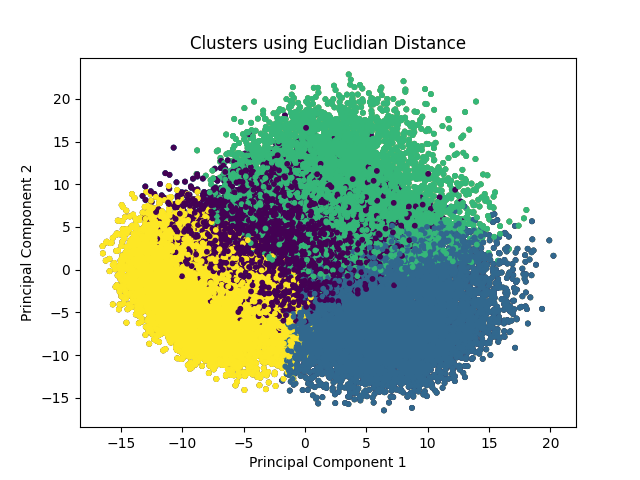 Clusters using Euclidian Distance
Principal Component 2
20
15
10
5
0
−5
−10
−15
−15 −10 −5 0 5 10 15 20
Principal Component 1